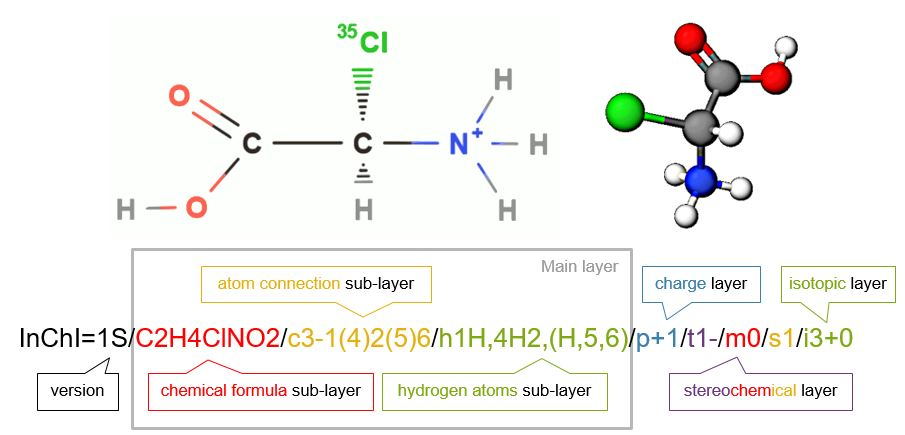 ³⁵Cl
O
H
C
C
N⁺
H
H
O
H
H
H
Main layer
atom connection sub-layer
charge layer
isotopic layer
InChI=1S/C2H4ClNO2/c3-1(4)2(5)6/h1H,4H2,(H,5,6)/p+1/t1-/m0/s1/i3+0
version
chemical formula sub-layer
hydrogen atoms sub-layer
stereochemical layer